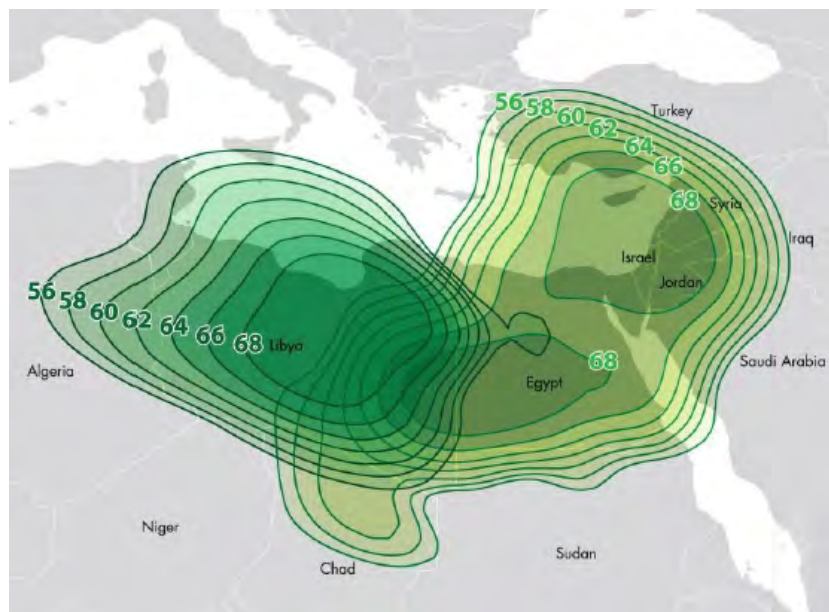 56 58 60 62 64 66 68
Turkey
Syria
Iraq
Israel
Jordan
56 58 60 62 64 66 68
Libya
Algeria
68
Egypt
Saudi Arabia
Niger
Chad
Sudan